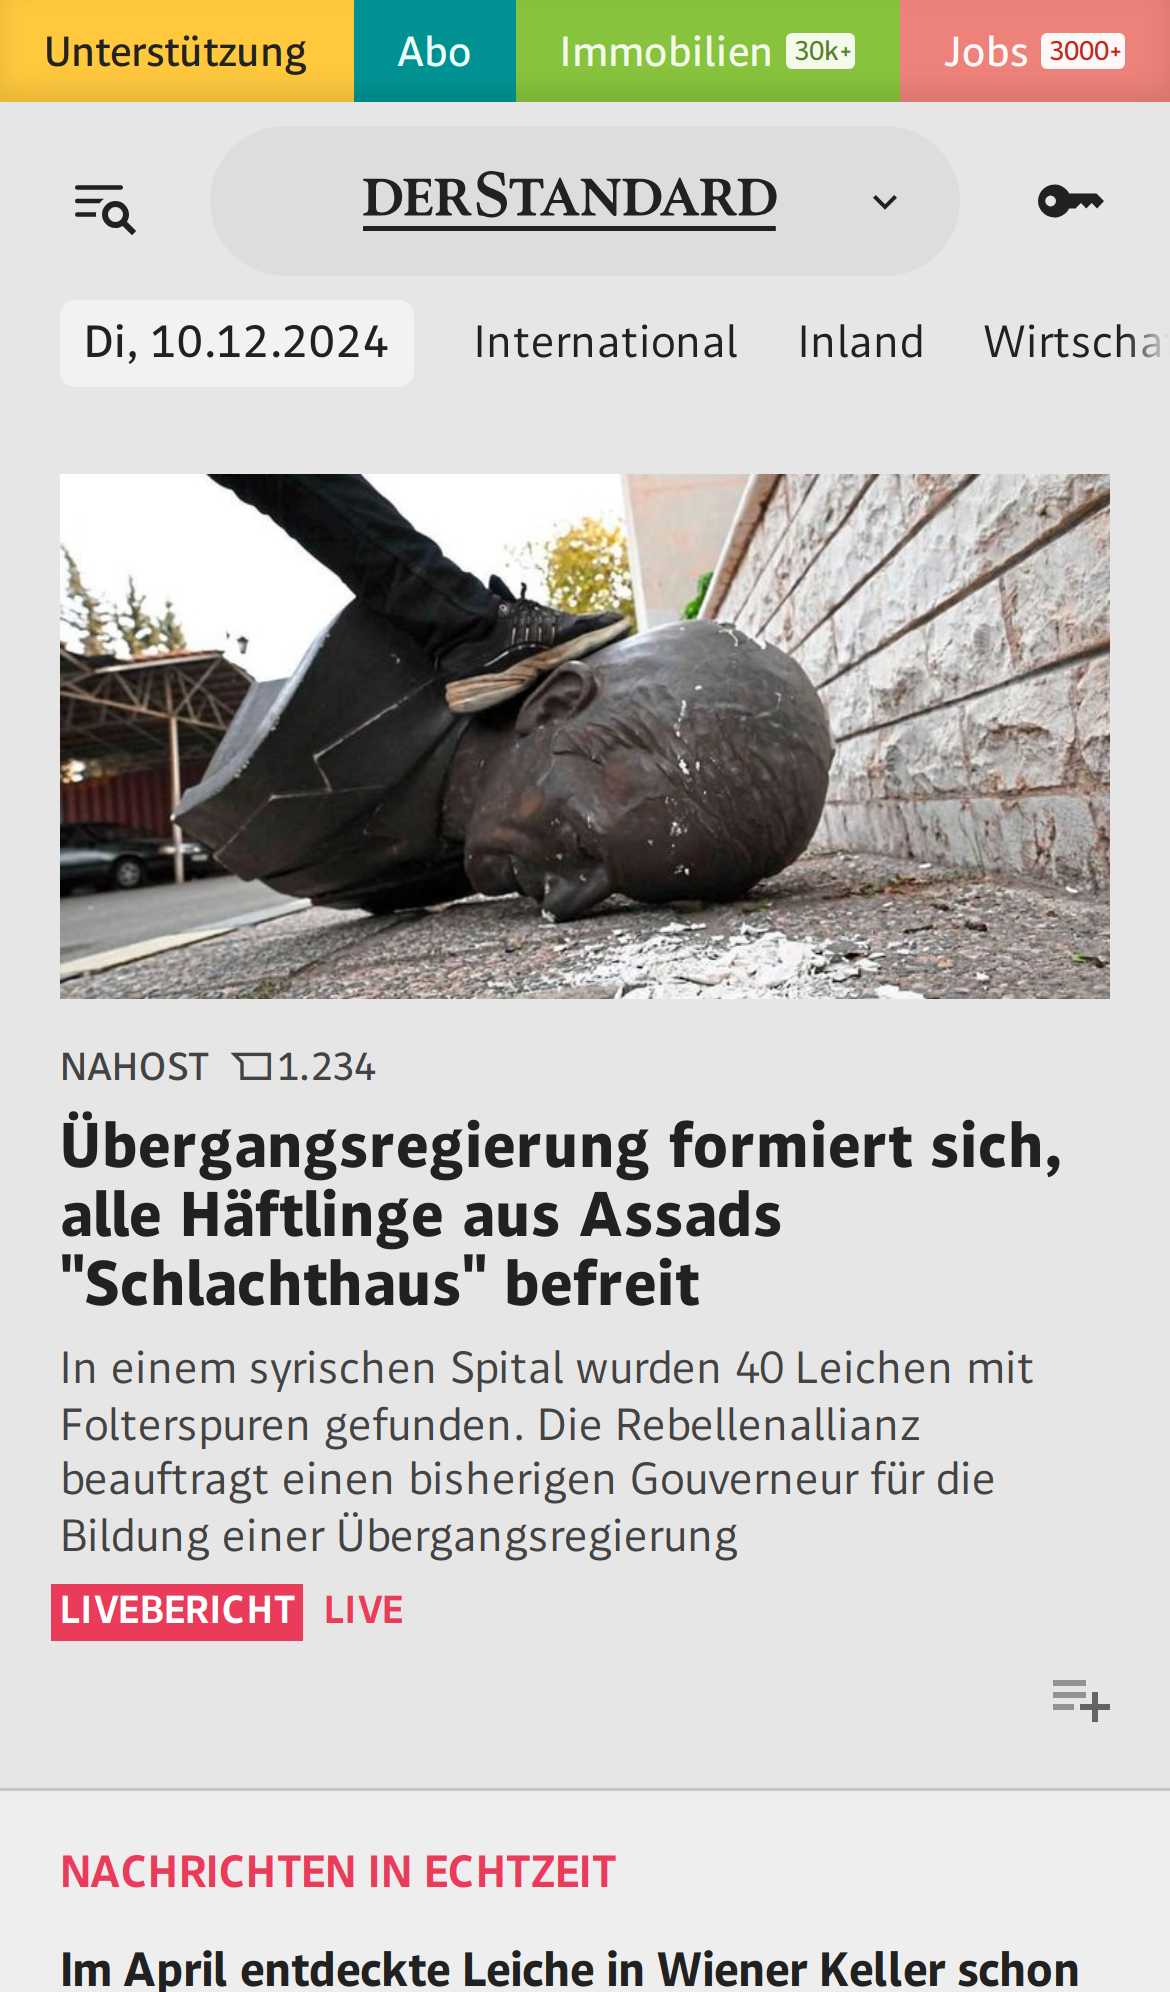 Unterstützung Abo Immobilien 30k+ Jobs 3000+
DERSTANDARD
Di, 10.12.2024 International Inland Wirtscha
NAHOST 1.234
Übergangsregierung formiert sich,
alle Häftlinge aus Assads
"Schlachthaus" befreit
In einem syrischen Spital wurden 40 Leichen mit
Folterspuren gefunden. Die Rebellenallianz
beauftragt einen bisherigen Gouverneur für die
Bildung einer Übergangsregierung
LIVEBERICHT LIVE
NACHRICHTEN IN ECHTZEIT
Im April entdeckte Leiche in Wiener Keller schon